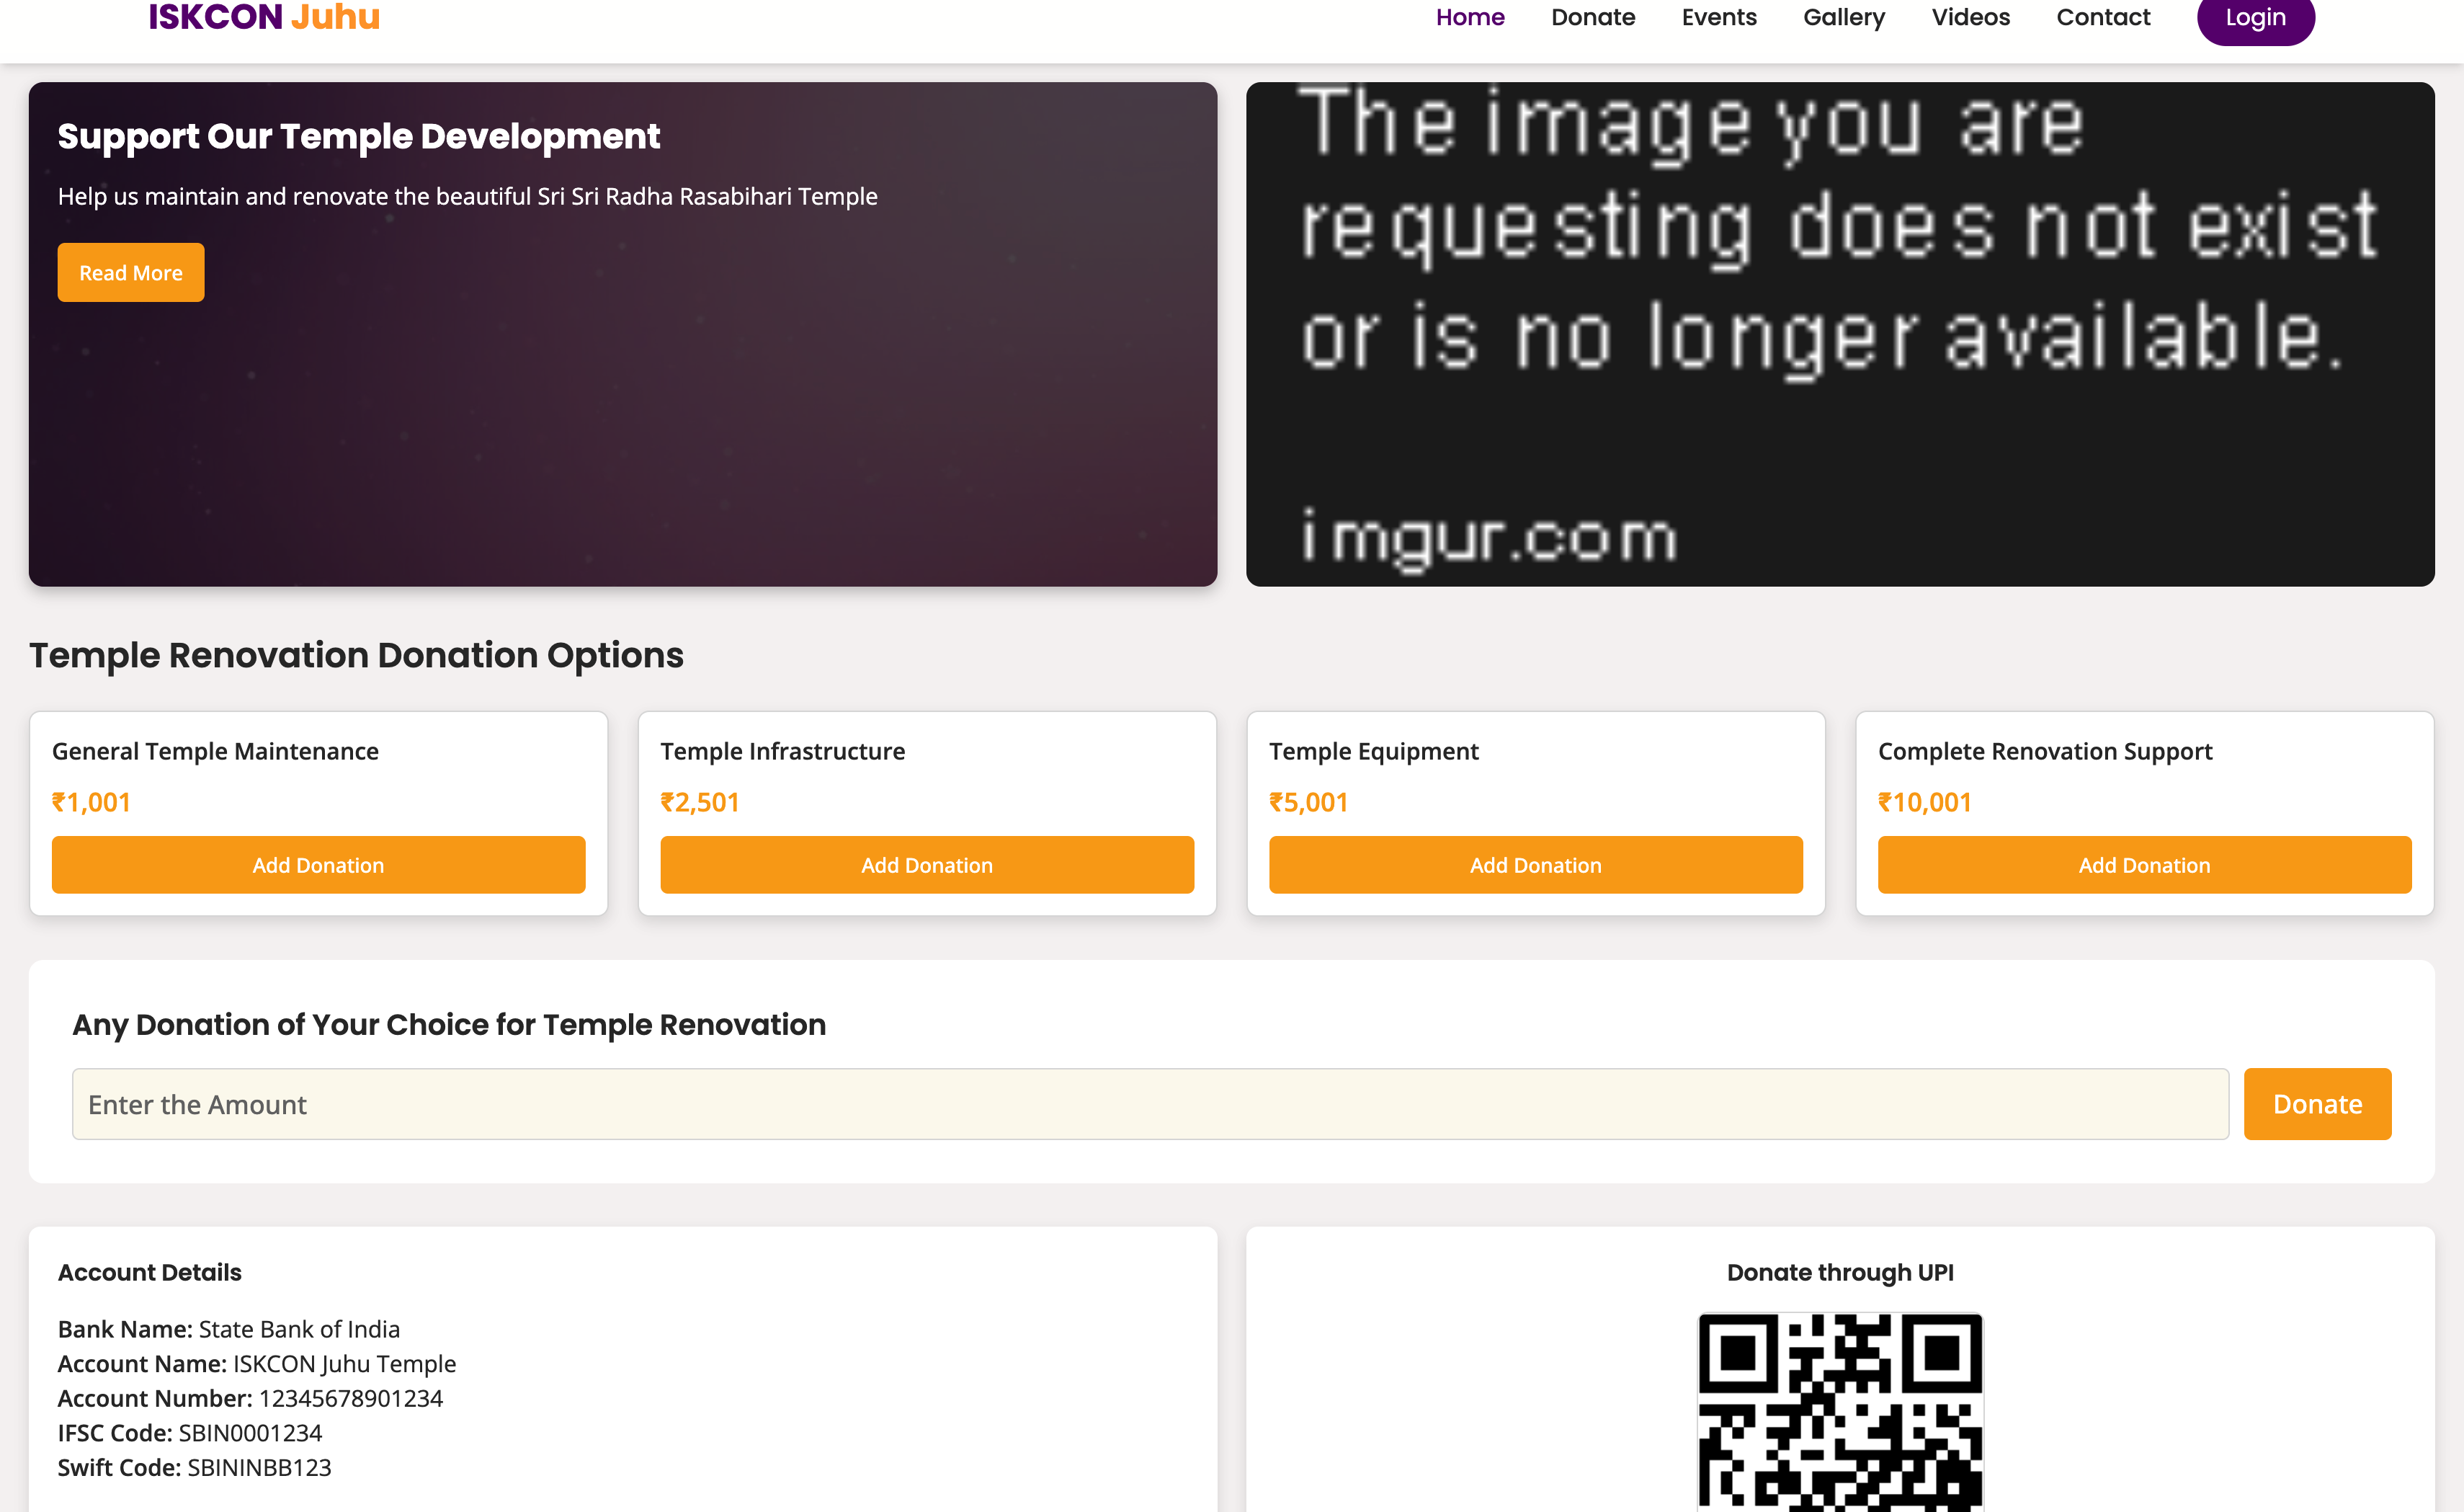 ISKCON Juhu
Home Donate Events Gallery Videos Contact Login
Support Our Temple Development
Help us maintain and renovate the beautiful Sri Sri Radha Rasabihari Temple
Read More
The image you are
requesting does not exist
or is no longer available.
imgur.com
Temple Renovation Donation Options
General Temple Maintenance
₹1,001
Add Donation
Temple Infrastructure
₹2,501
Add Donation
Temple Equipment
₹5,001
Add Donation
Complete Renovation Support
₹10,001
Add Donation
Any Donation of Your Choice for Temple Renovation
Enter the Amount
Donate
Account Details
Bank Name: State Bank of India
Account Name: ISKCON Juhu Temple
Account Number: 12345678901234
IFSC Code: SBIN0001234
Swift Code: SBININBB123
Donate through UPI